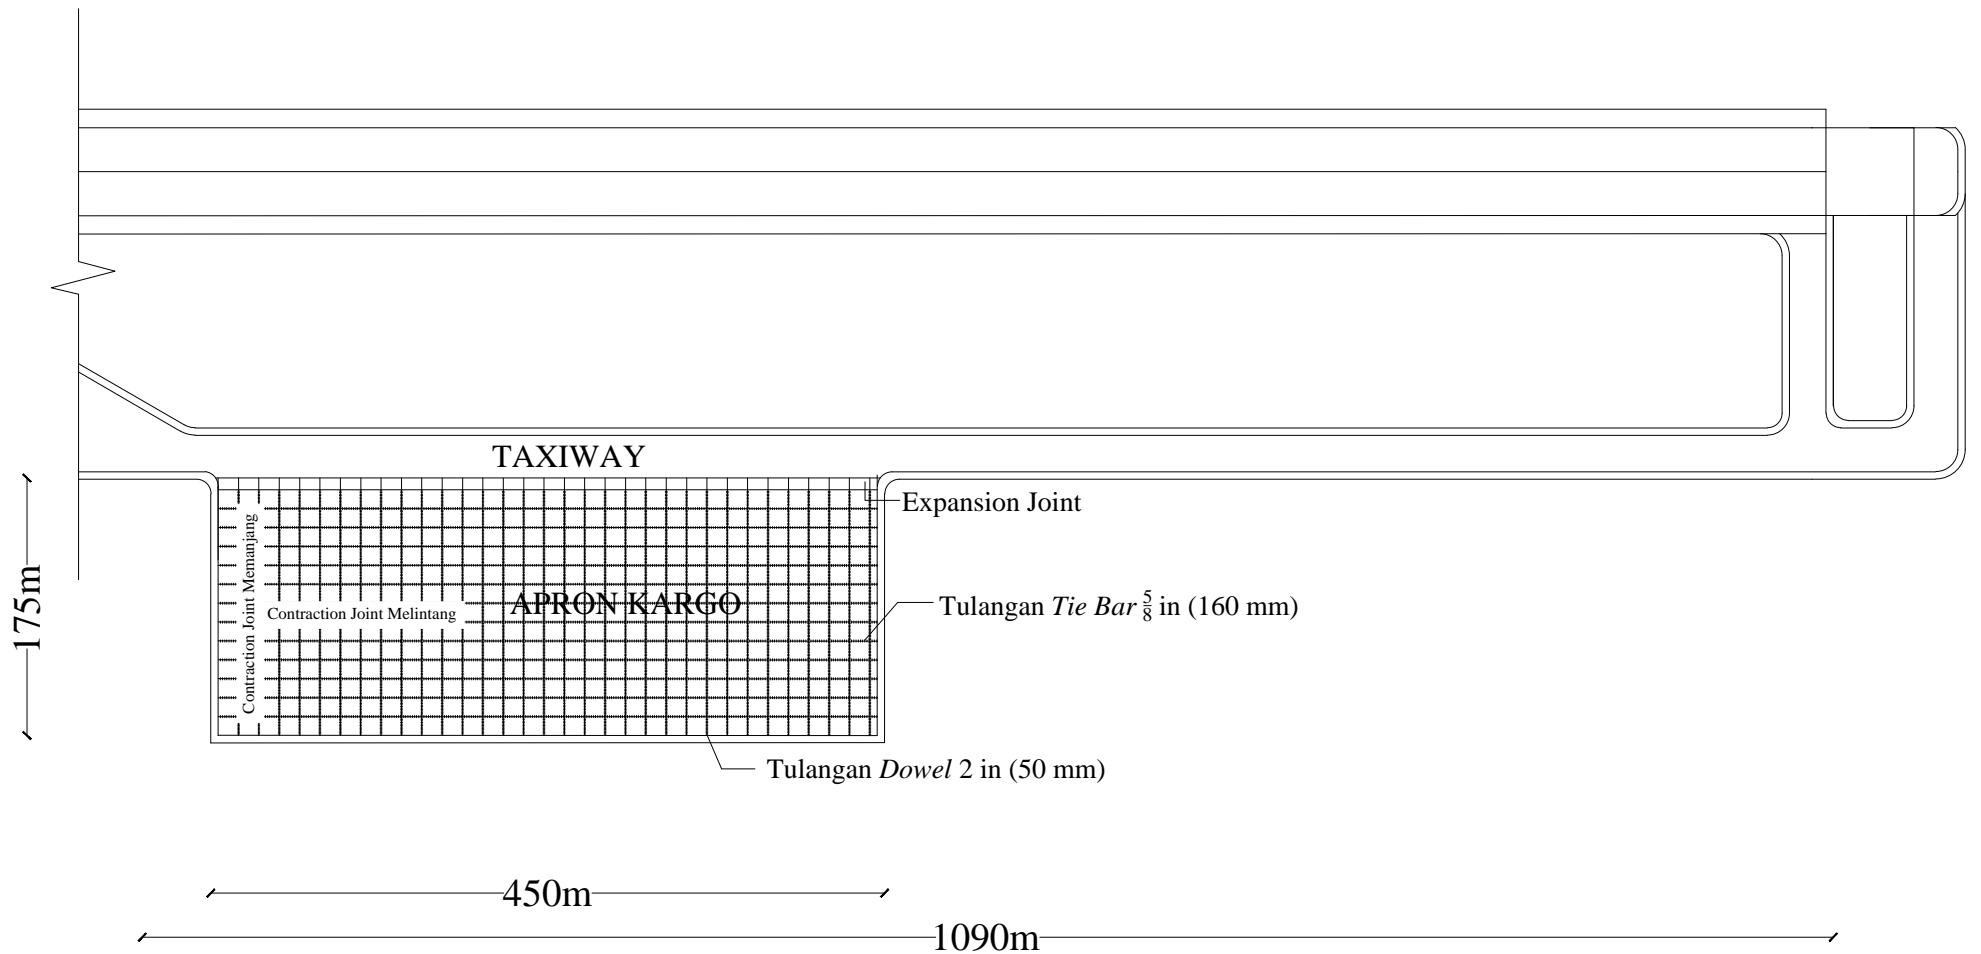 TAXIWAY
Expansion Joint
Contraction Joint Memanjang
Contraction Joint Melintang
APRON KARGO
Tulangan Tie Bar 5/8 in (160 mm)
175m
Tulangan Dowel 2 in (50 mm)
450m
1090m